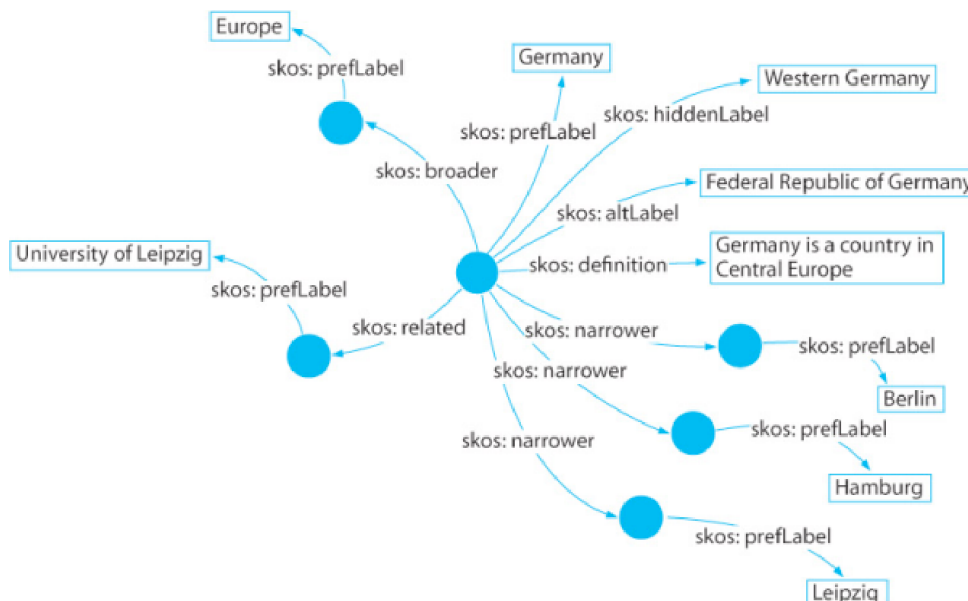 Europe
skos: prefLabel
Germany
Western Germany
skos: hiddenLabel
skos: prefLabel
skos: broader
Federal Republic of Germany
skos: altLabel
University of Leipzig
Germany is a country in
Central Europe
skos: definition
skos: prefLabel
skos: related
skos: narrower
skos: prefLabel
skos: narrower
Berlin
skos: narrower
skos: prefLabel
Hamburg
skos: prefLabel
Leipzig